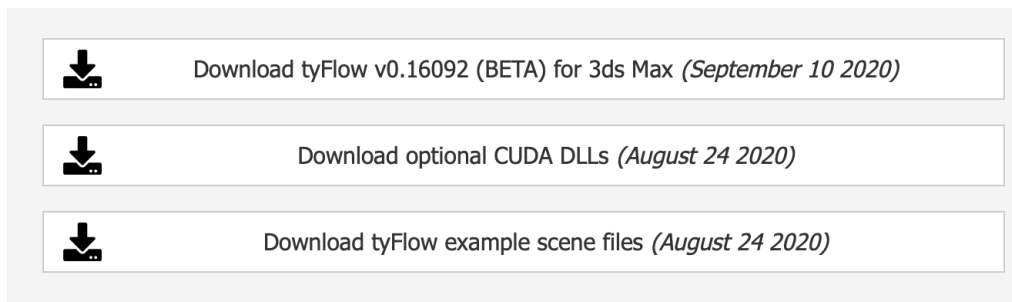 Download tyFlow v0.16092 (BETA) for 3ds Max (September 10 2020)
Download optional CUDA DLLs (August 24 2020)
Download tyFlow example scene files (August 24 2020)